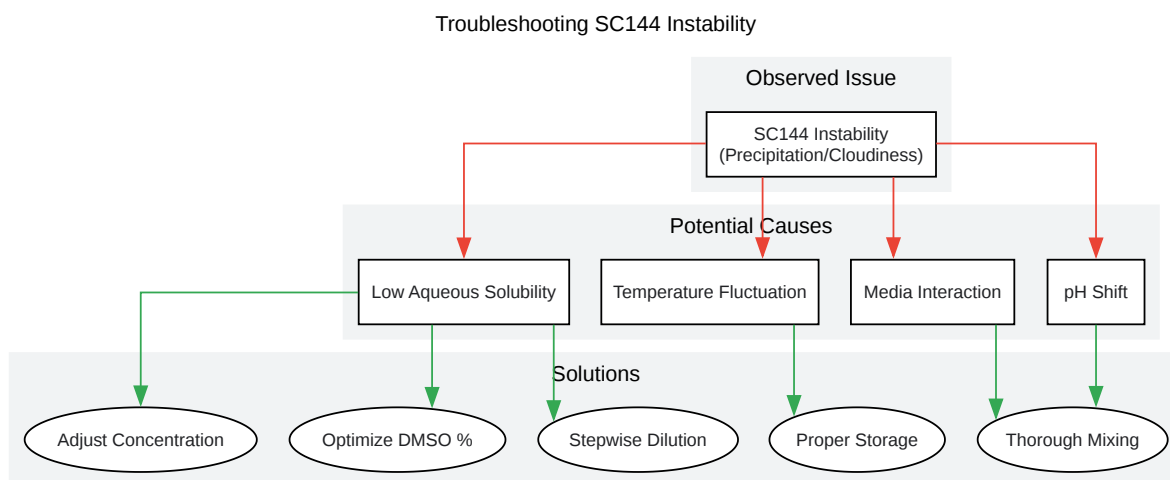 Troubleshooting SC144 Instability
Observed Issue
SC144 Instability
(Precipitation/Cloudiness)
Potential Causes
Low Aqueous Solubility
Temperature Fluctuation
Media Interaction
pH Shift
Solutions
Adjust Concentration
Optimize DMSO %
Stepwise Dilution
Proper Storage
Thorough Mixing